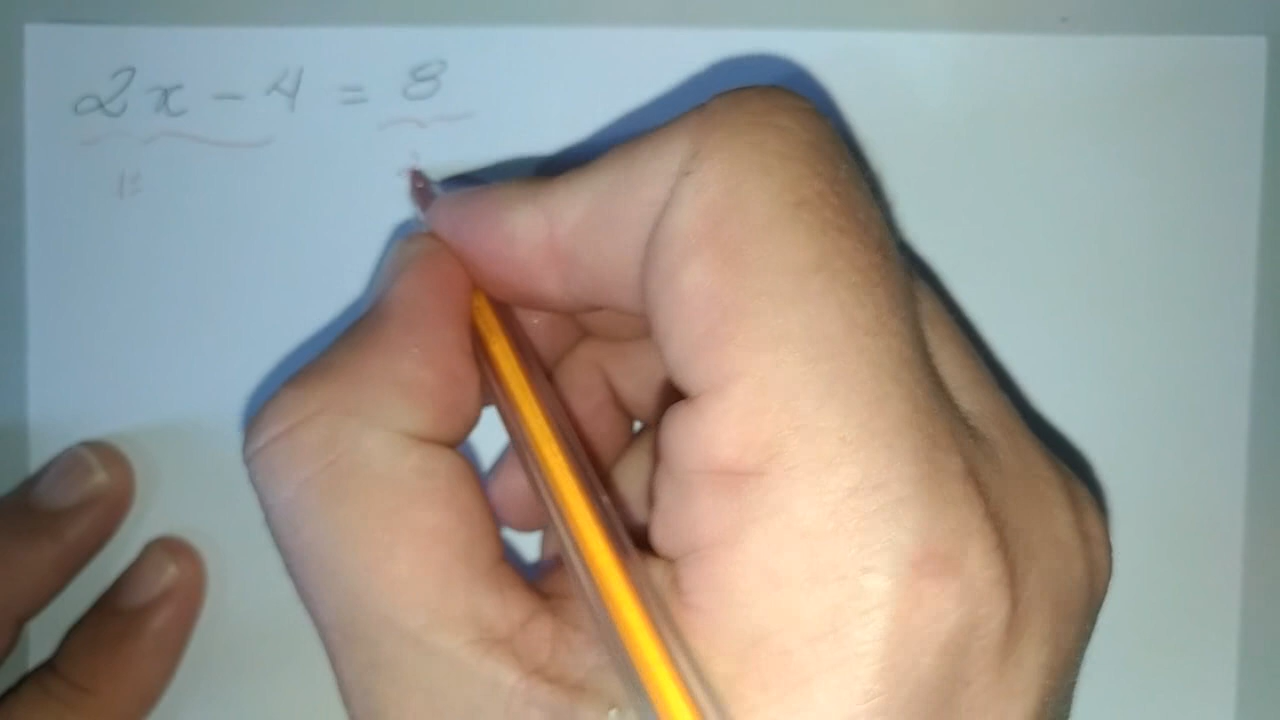 2x - 4 = 8